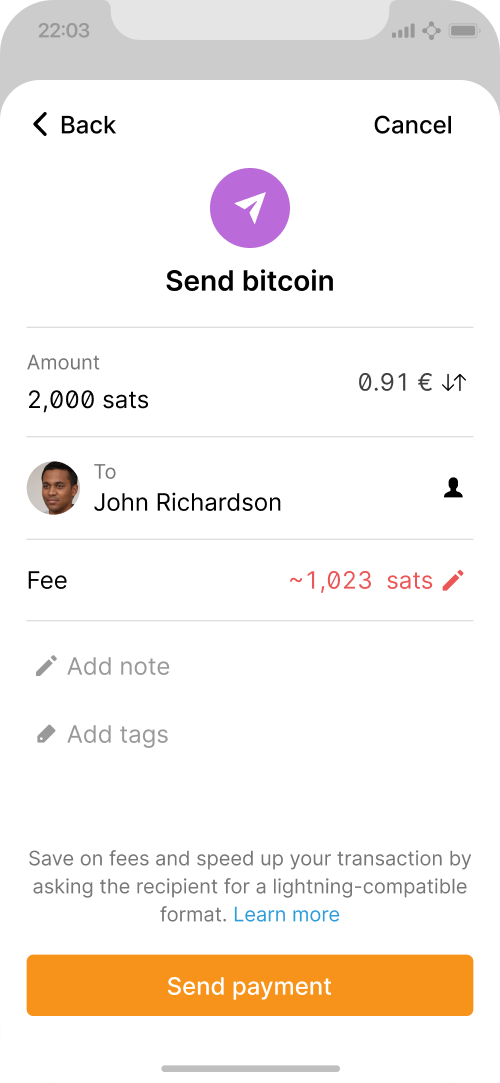 22:03
Back
Cancel
Send bitcoin
Amount
2,000 sats
0.91 €
To
John Richardson
Fee
~1,023 sats
Add note
Add tags
Save on fees and speed up your transaction by
asking the recipient for a lightning-compatible
format. Learn more
Send payment